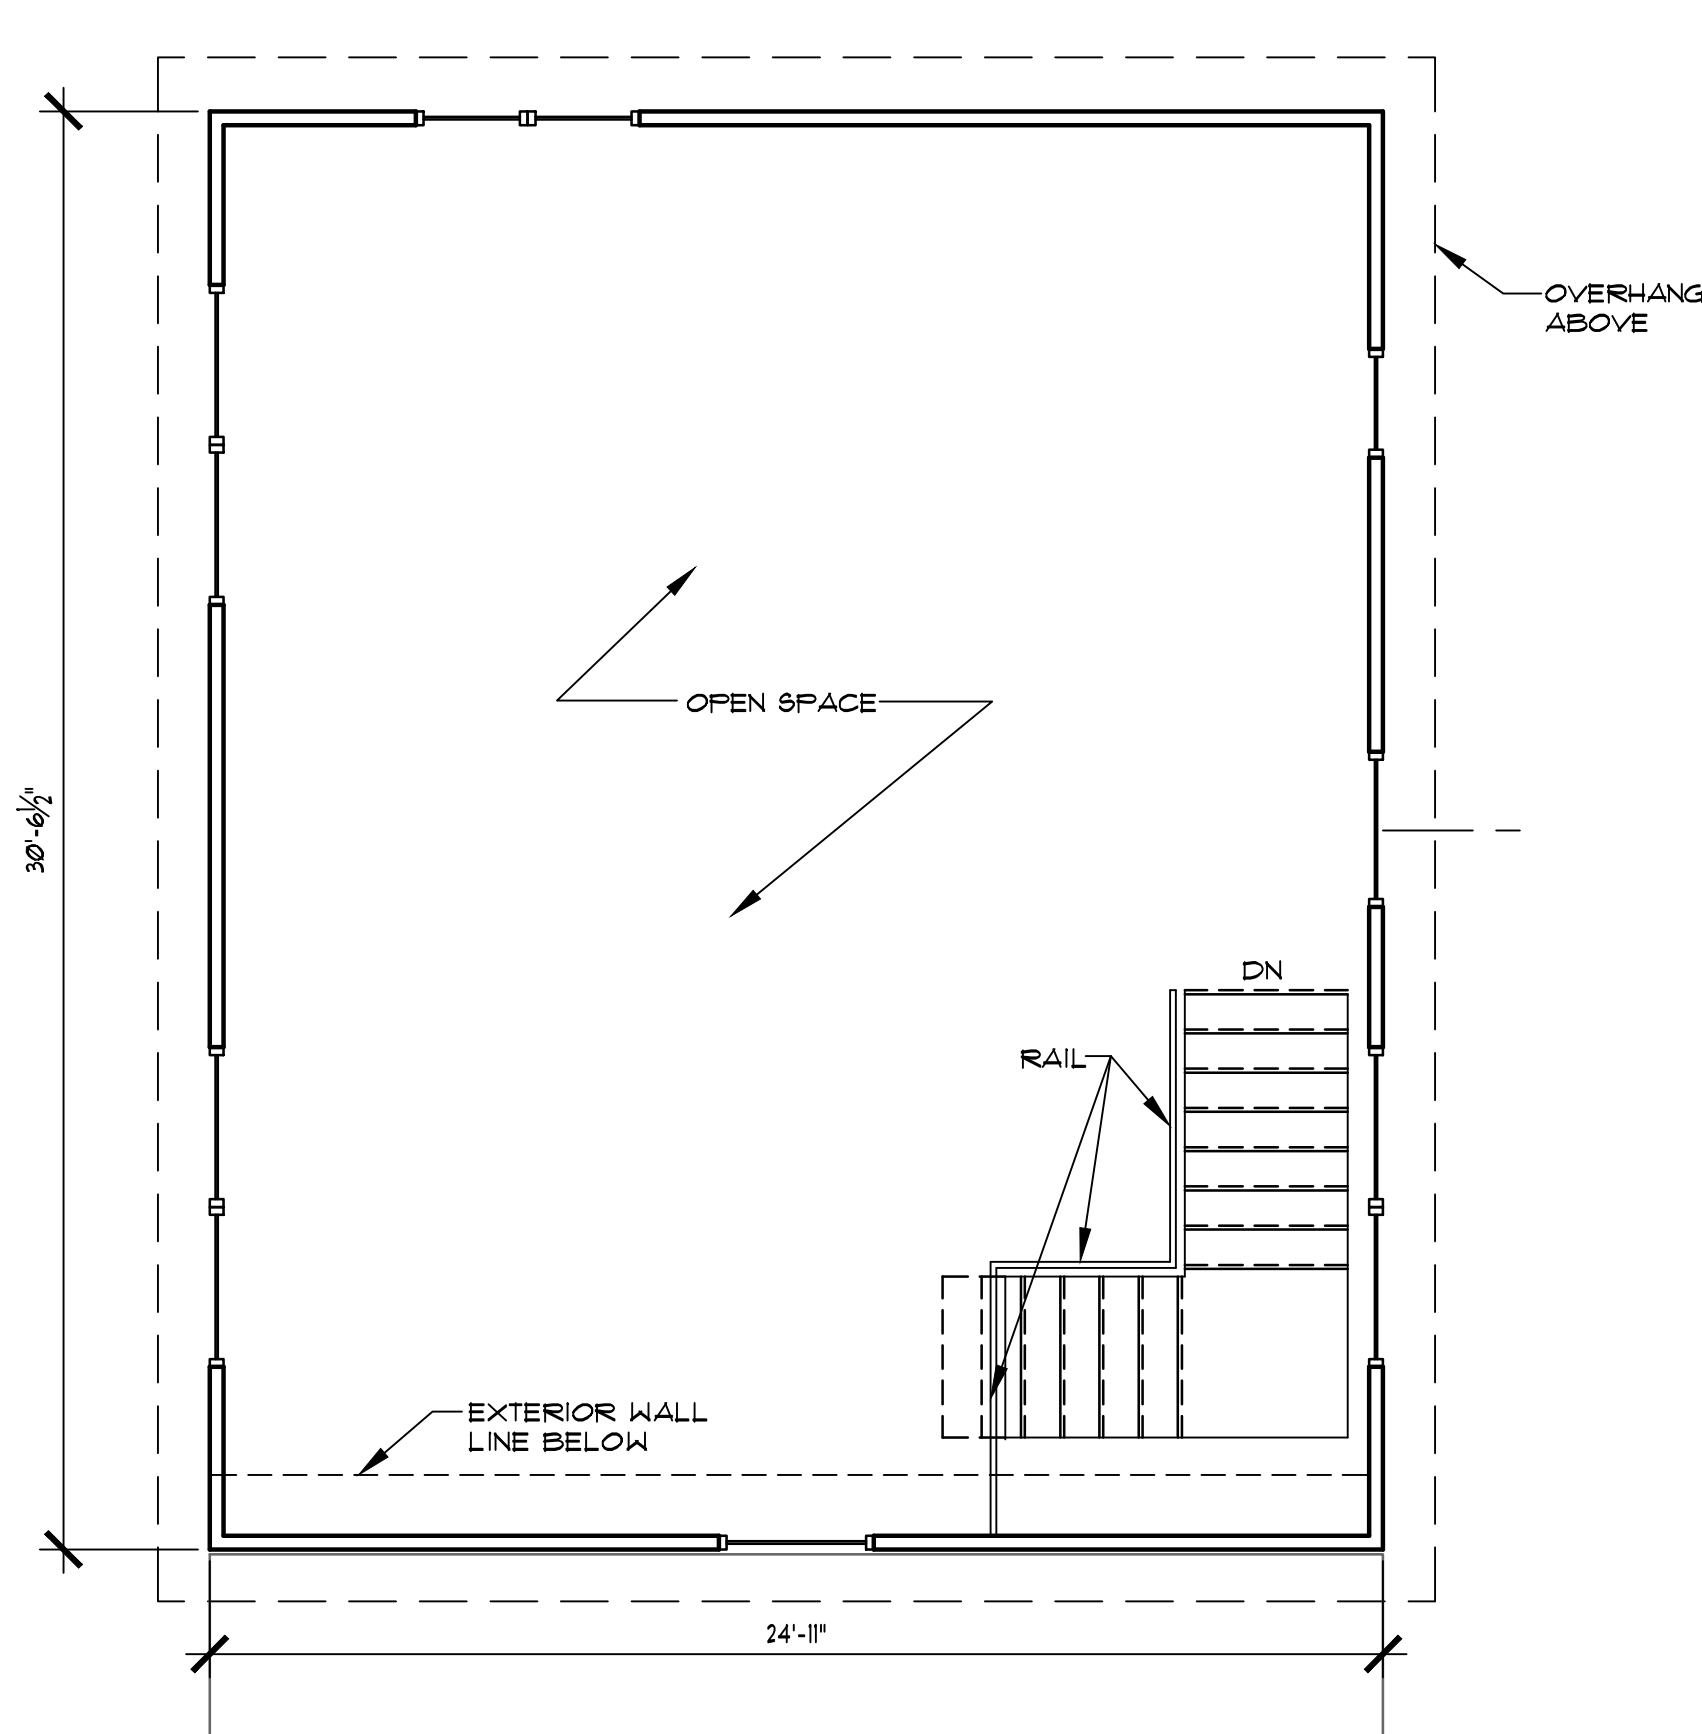 OVERHANG
ABOVE
OPEN SPACE
30'-6½"
DN
RAIL
EXTERIOR WALL
LINE BELOW
24'-11"